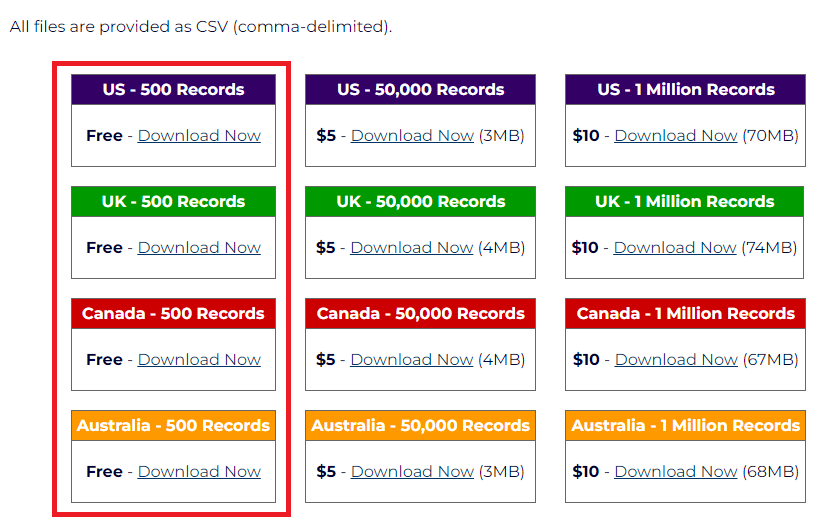 All files are provided as CSV (comma-delimited).
US - 500 Records
US - 50,000 Records
US - 1 Million Records
Free - Download Now
$5 - Download Now (3MB)
$10 - Download Now (70MB)
UK - 500 Records
UK - 50,000 Records
UK - 1 Million Records
Free - Download Now
$5 - Download Now (4MB)
$10 - Download Now (74MB)
Canada - 500 Records
Canada - 50,000 Records
Canada - 1 Million Records
Free - Download Now
$5 - Download Now (4MB)
$10 - Download Now (67MB)
Australia - 500 Records
Australia - 50,000 Records
Australia - 1 Million Records
Free - Download Now
$5 - Download Now (3MB)
$10 - Download Now (68MB)